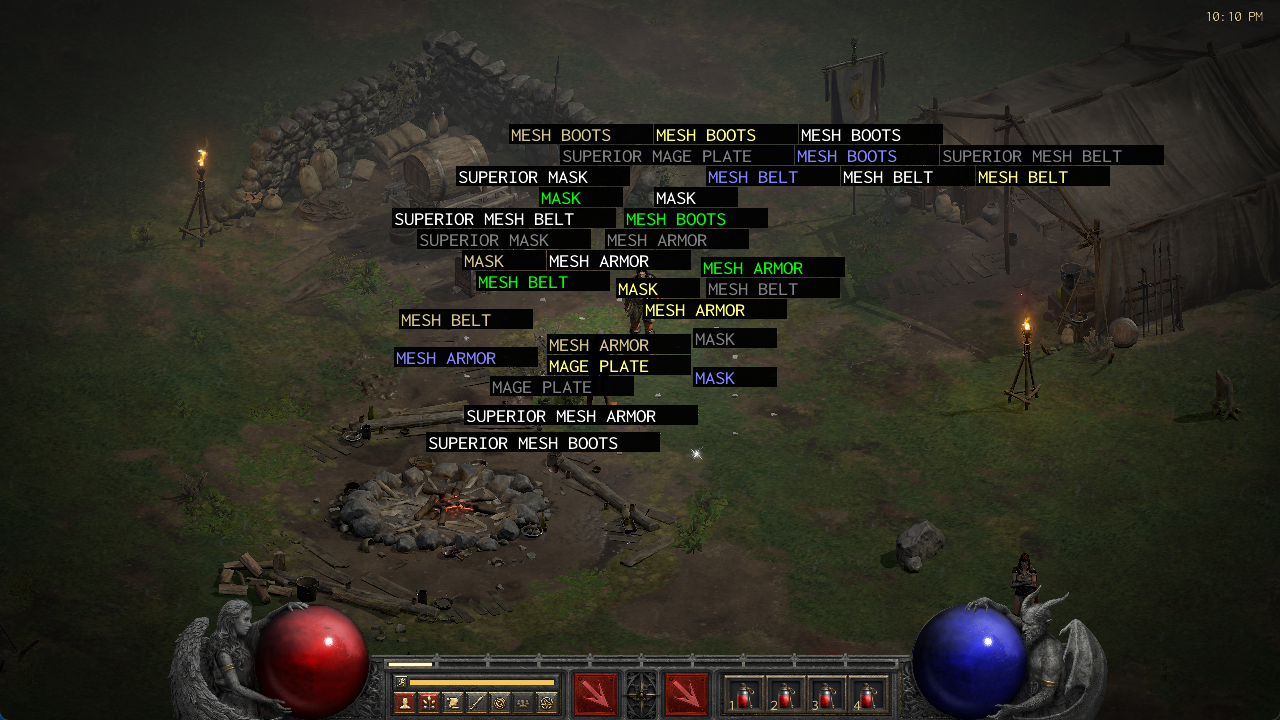 10:10 PM
MESH BOOTS MESH BOOTS MESH BOOTS
SUPERIOR MAGE PLATE MESH BOOTS SUPERIOR MESH BELT
SUPERIOR MASK MESH BELT MESH BELT MESH BELT
MASK MASK
SUPERIOR MESH BELT MESH BOOTS
SUPERIOR MASK MESH ARMOR
MASK MESH ARMOR MESH ARMOR
MESH BELT MASK MESH BELT
MESH ARMOR
MESH BELT
MESH ARMOR MASK
MESH ARMOR MAGE PLATE
MASK
MAGE PLATE
SUPERIOR MESH ARMOR
SUPERIOR MESH BOOTS
1 2 3 4